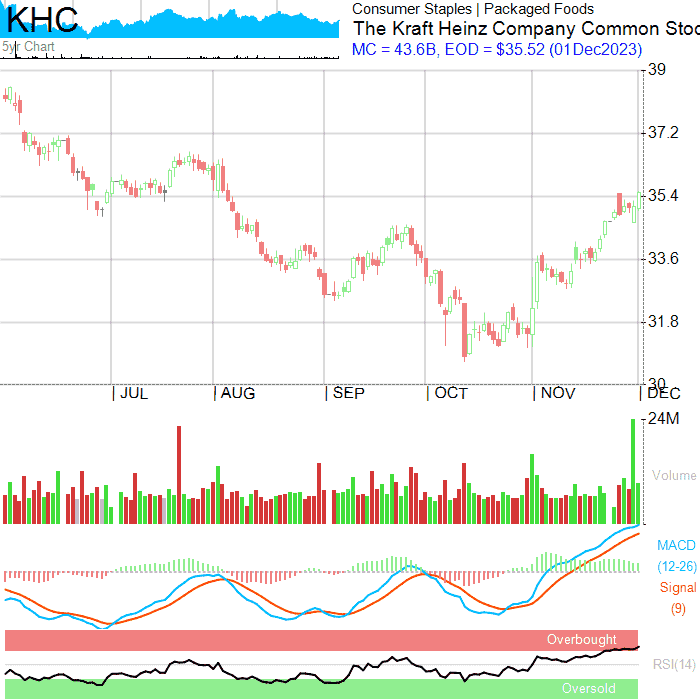 KHC
Consumer Staples | Packaged Foods
The Kraft Heinz Company Common Stoc
MC = 43.6B, EOD = $35.52 (01Dec2023)
5yr Chart
39
37.2
35.4
33.6
31.8
30
JUL AUG SEP OCT NOV DEC
24M
Volume
MACD
(12-26)
Signal
(9)
Overbought
RSI(14)
Oversold